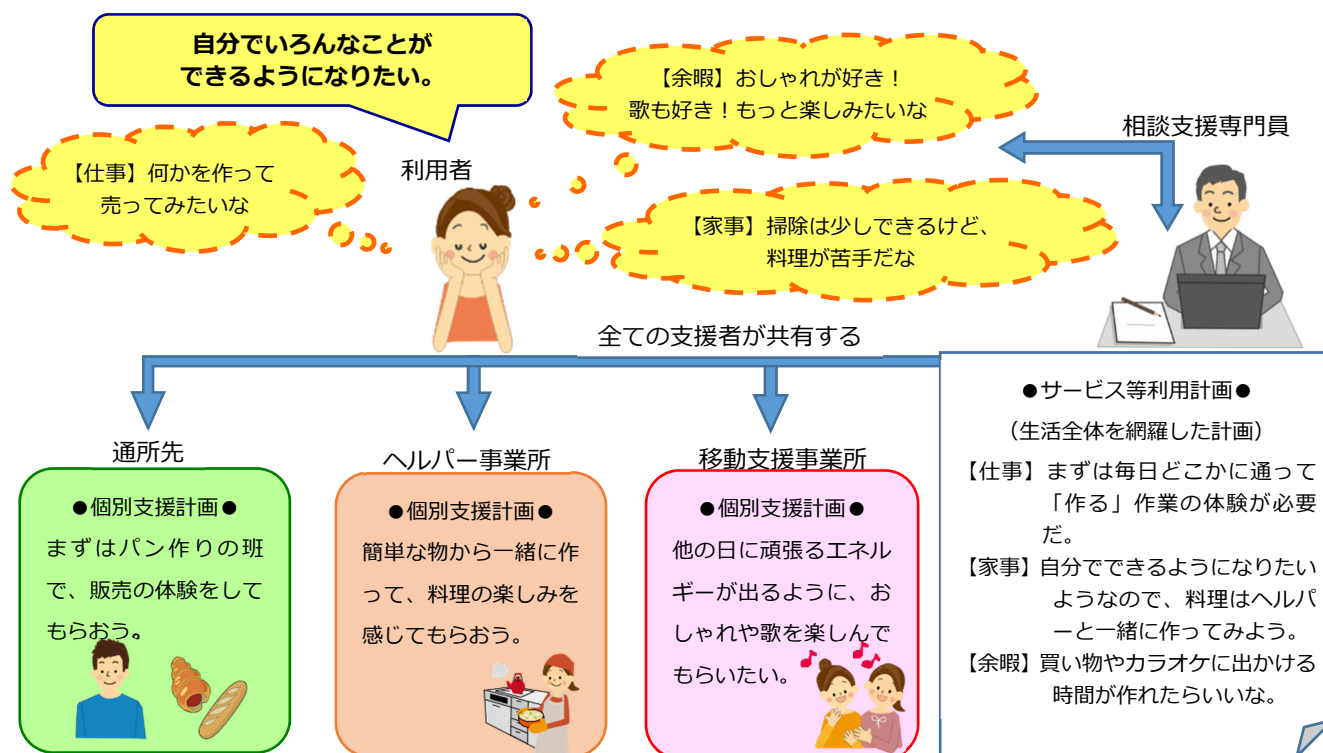 自分でいろんなことが
できるようになりたい。
【余暇】おしゃれが好き！
歌も好き！もっと楽しみたいな
相談支援専門員
【仕事】何かを作って
売ってみたいな
利用者
【家事】掃除は少しできるけど、
料理が苦手だな
全ての支援者が共有する
通所先
●個別支援計画●
まずはパン作りの班
で、販売の体験をして
もらおう。
ヘルパー事業所
●個別支援計画●
簡単な物から一緒に作
って、料理の楽しみを
感じてもらおう。
移動支援事業所
●個別支援計画●
他の日に頑張るエネル
ギーが出るように、お
しゃれや歌を楽しんで
もらいたい。
●サービス等利用計画●
（生活全体を網羅した計画）
【仕事】まずは毎日どこかに通って
「作る」作業の体験が必要
だ。
【家事】自分でできるようになりたい
ようなので、料理はヘルパ
ーと一緒に作ってみよう。
【余暇】買い物やカラオケに出かける
時間が作れたらいいな。